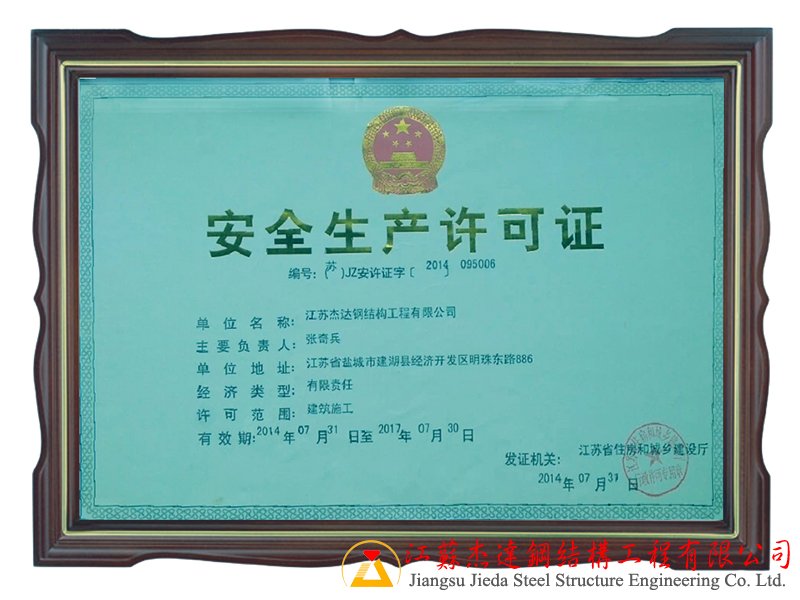 安全生产许可证
编号:(苏)JZ安许证字〔2014〕095006
单位名称:江苏杰达钢结构工程有限公司
主要负责人:张奇兵
单位地址:江苏省盐城市建湖县经济开发区明珠东路886
经济类型:有限责任
许可范围:建筑施工
有效期:2014年07月31日至2017年07月30日
发证机关:江苏省住房和城乡建设厅
2014年07月31日
江蘇杰達鋼結構工程有限公司
Jiangsu Jieda Steel Structure Engineering Co. Ltd.